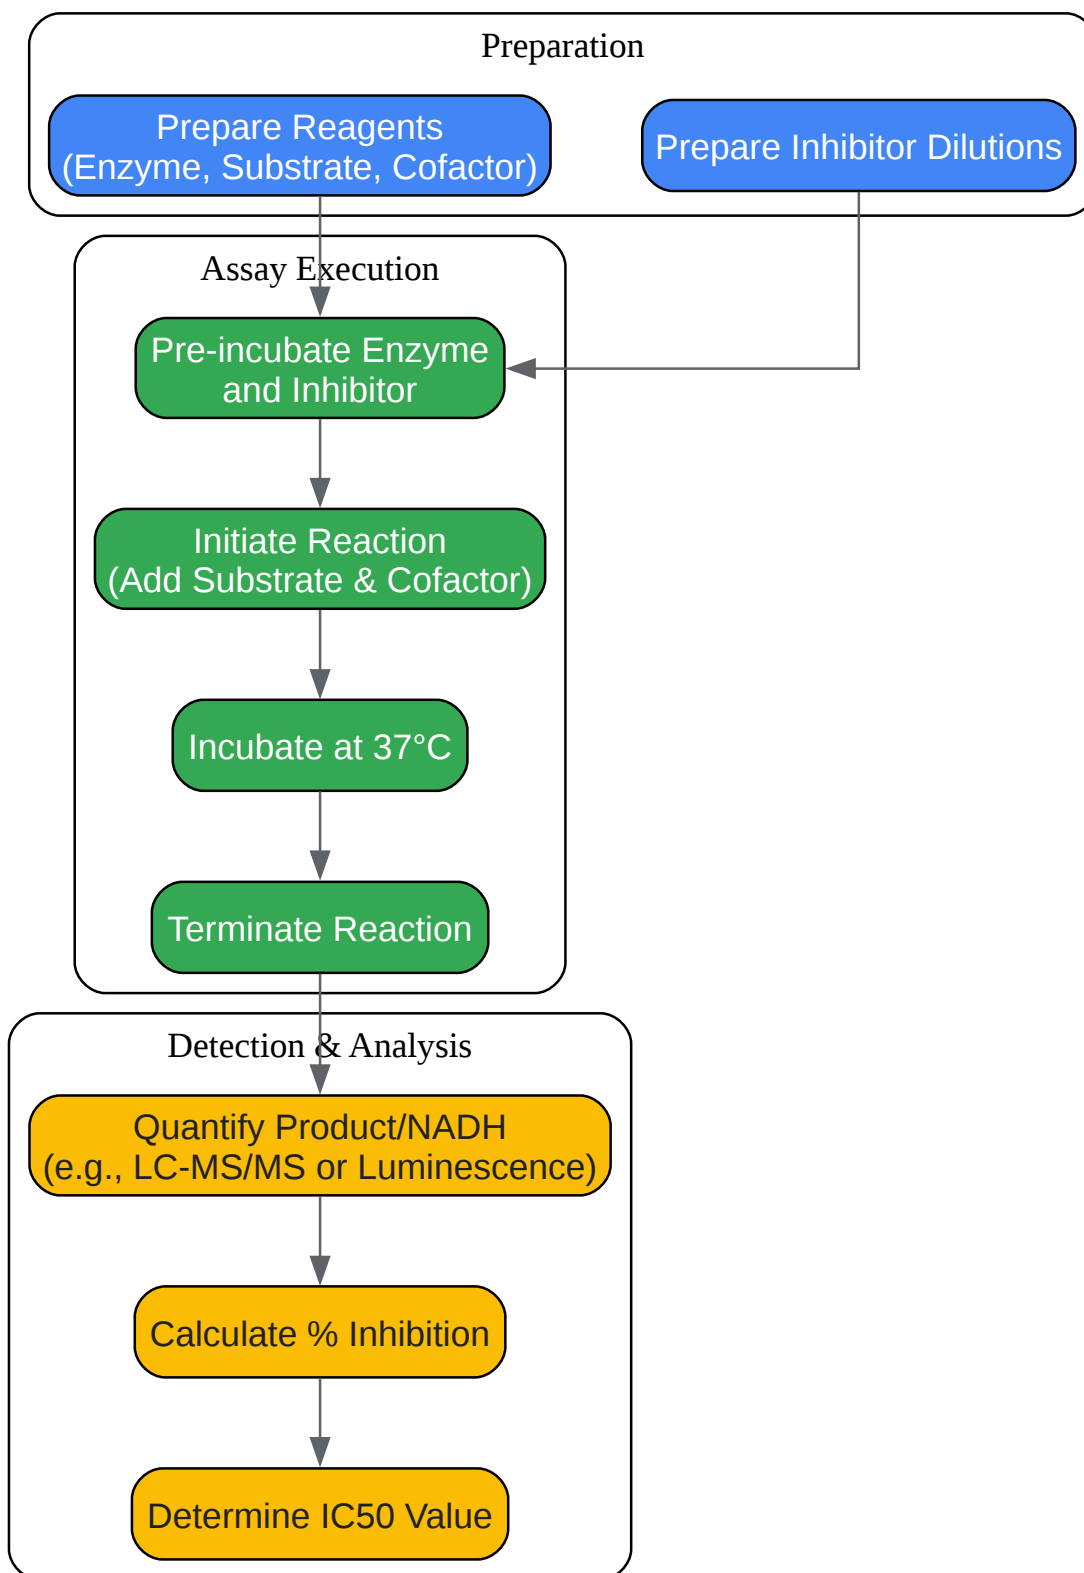 Preparation
Prepare Reagents
(Enzyme, Substrate, Cofactor)
Prepare Inhibitor Dilutions
Assay Execution
Pre-incubate Enzyme
and Inhibitor
Initiate Reaction
(Add Substrate & Cofactor)
Incubate at 37°C
Terminate Reaction
Detection & Analysis
Quantify Product/NADH
(e.g., LC-MS/MS or Luminescence)
Calculate % Inhibition
Determine IC50 Value